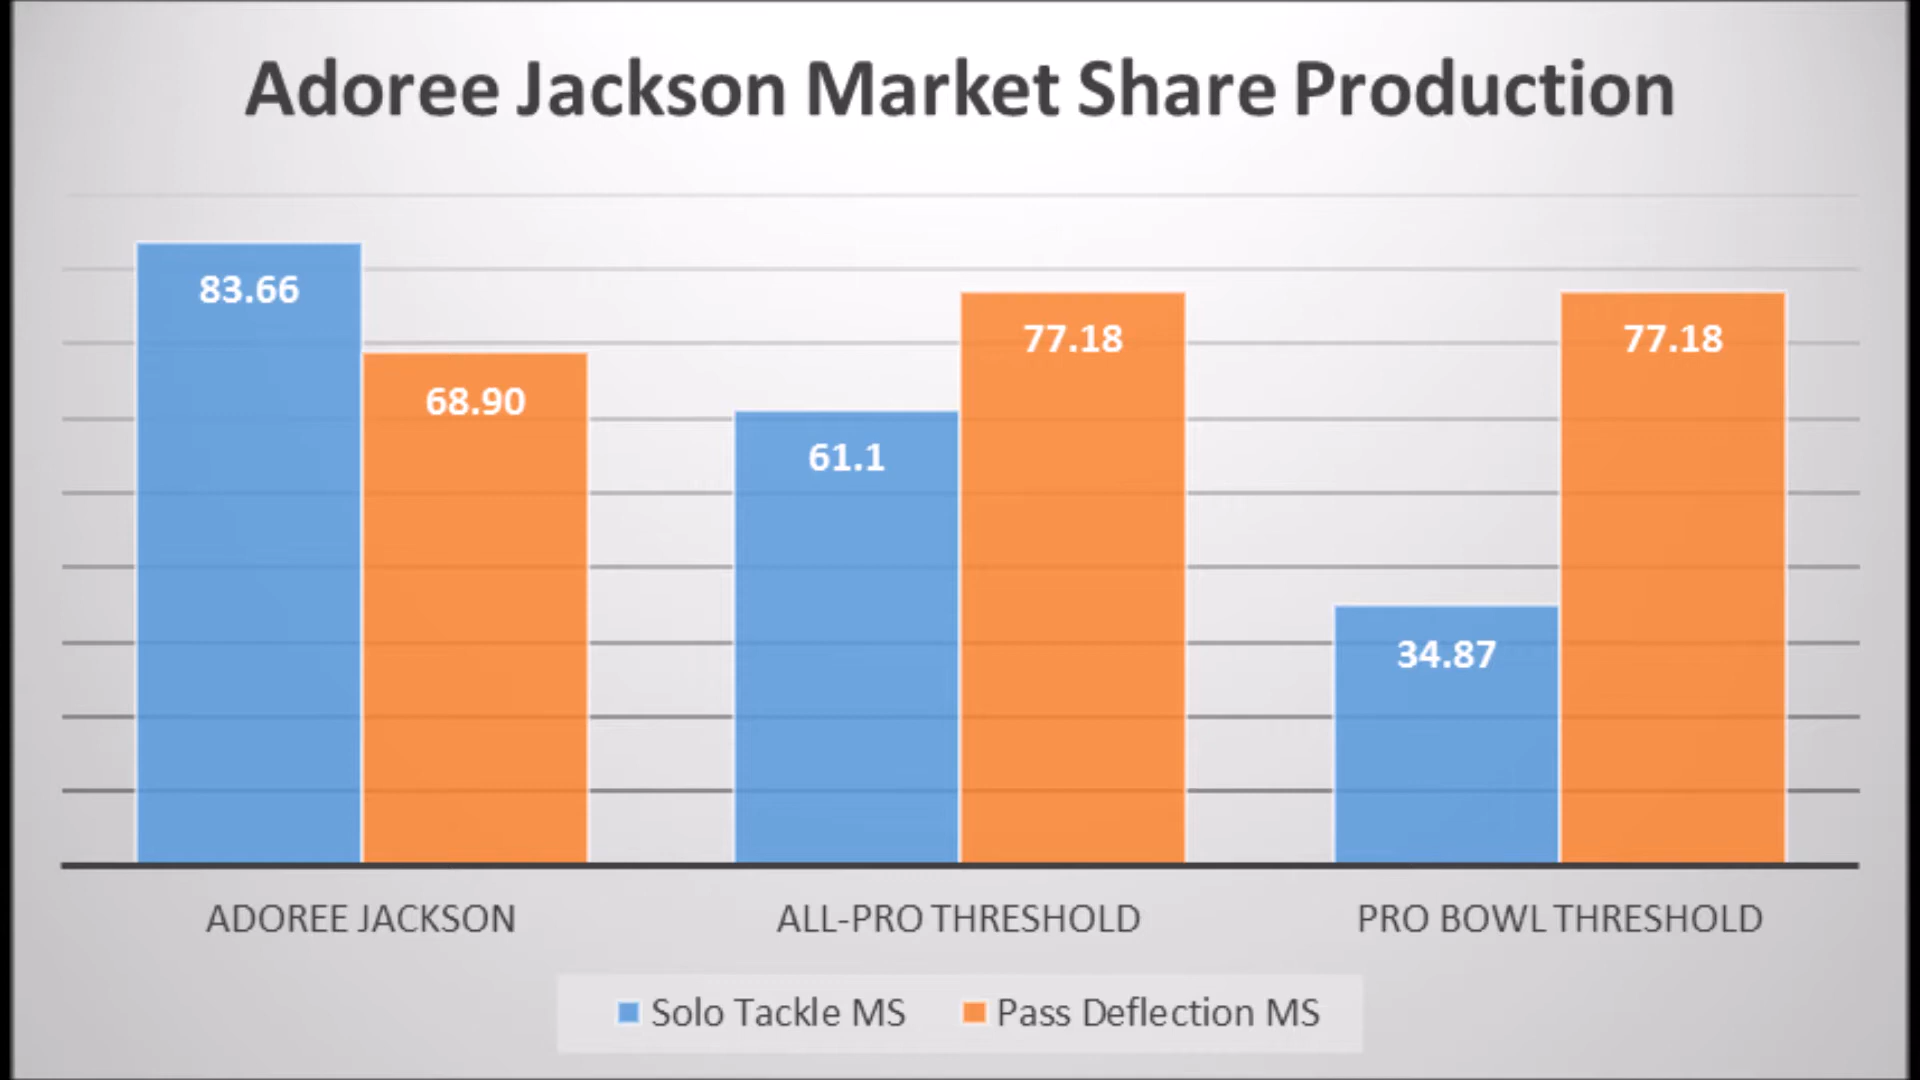 Adoree Jackson Market Share Production
83.66
68.90
61.1
77.18
34.87
77.18
ADOREE JACKSON
ALL-PRO THRESHOLD
PRO BOWL THRESHOLD
Solo Tackle MS
Pass Deflection MS